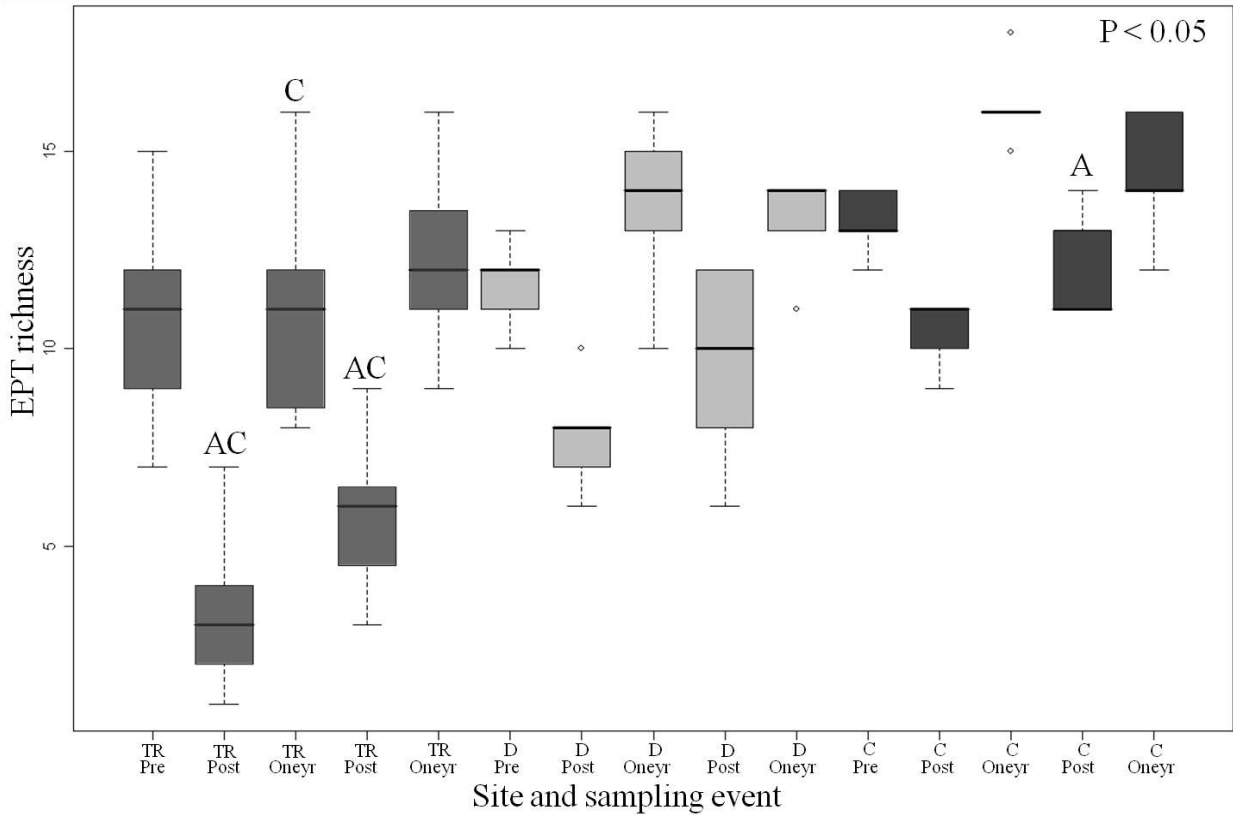 P < 0.05
C
15
A
EPT richness
10
AC
AC
5
TR TR TR TR TR D D D D D C C C C C
Pre Post Oneyr Post Oneyr Pre Post Oneyr Post Oneyr Pre Post Oneyr Post Oneyr
Site and sampling event